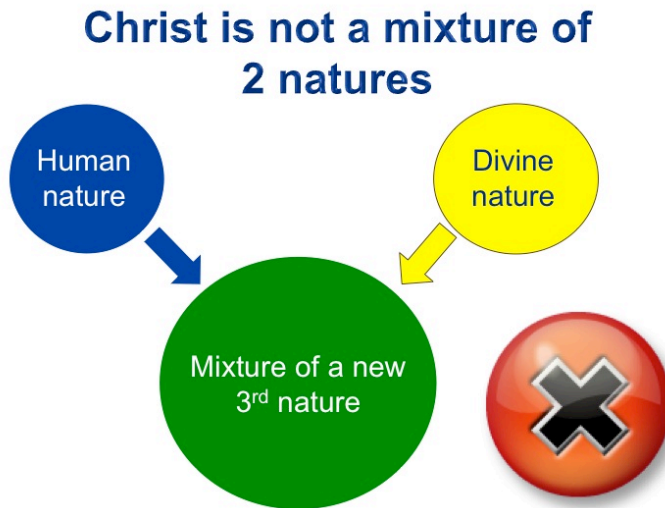 Christ is not a mixture of
2 natures
Human
nature
Divine
nature
Mixture of a new
3rd nature